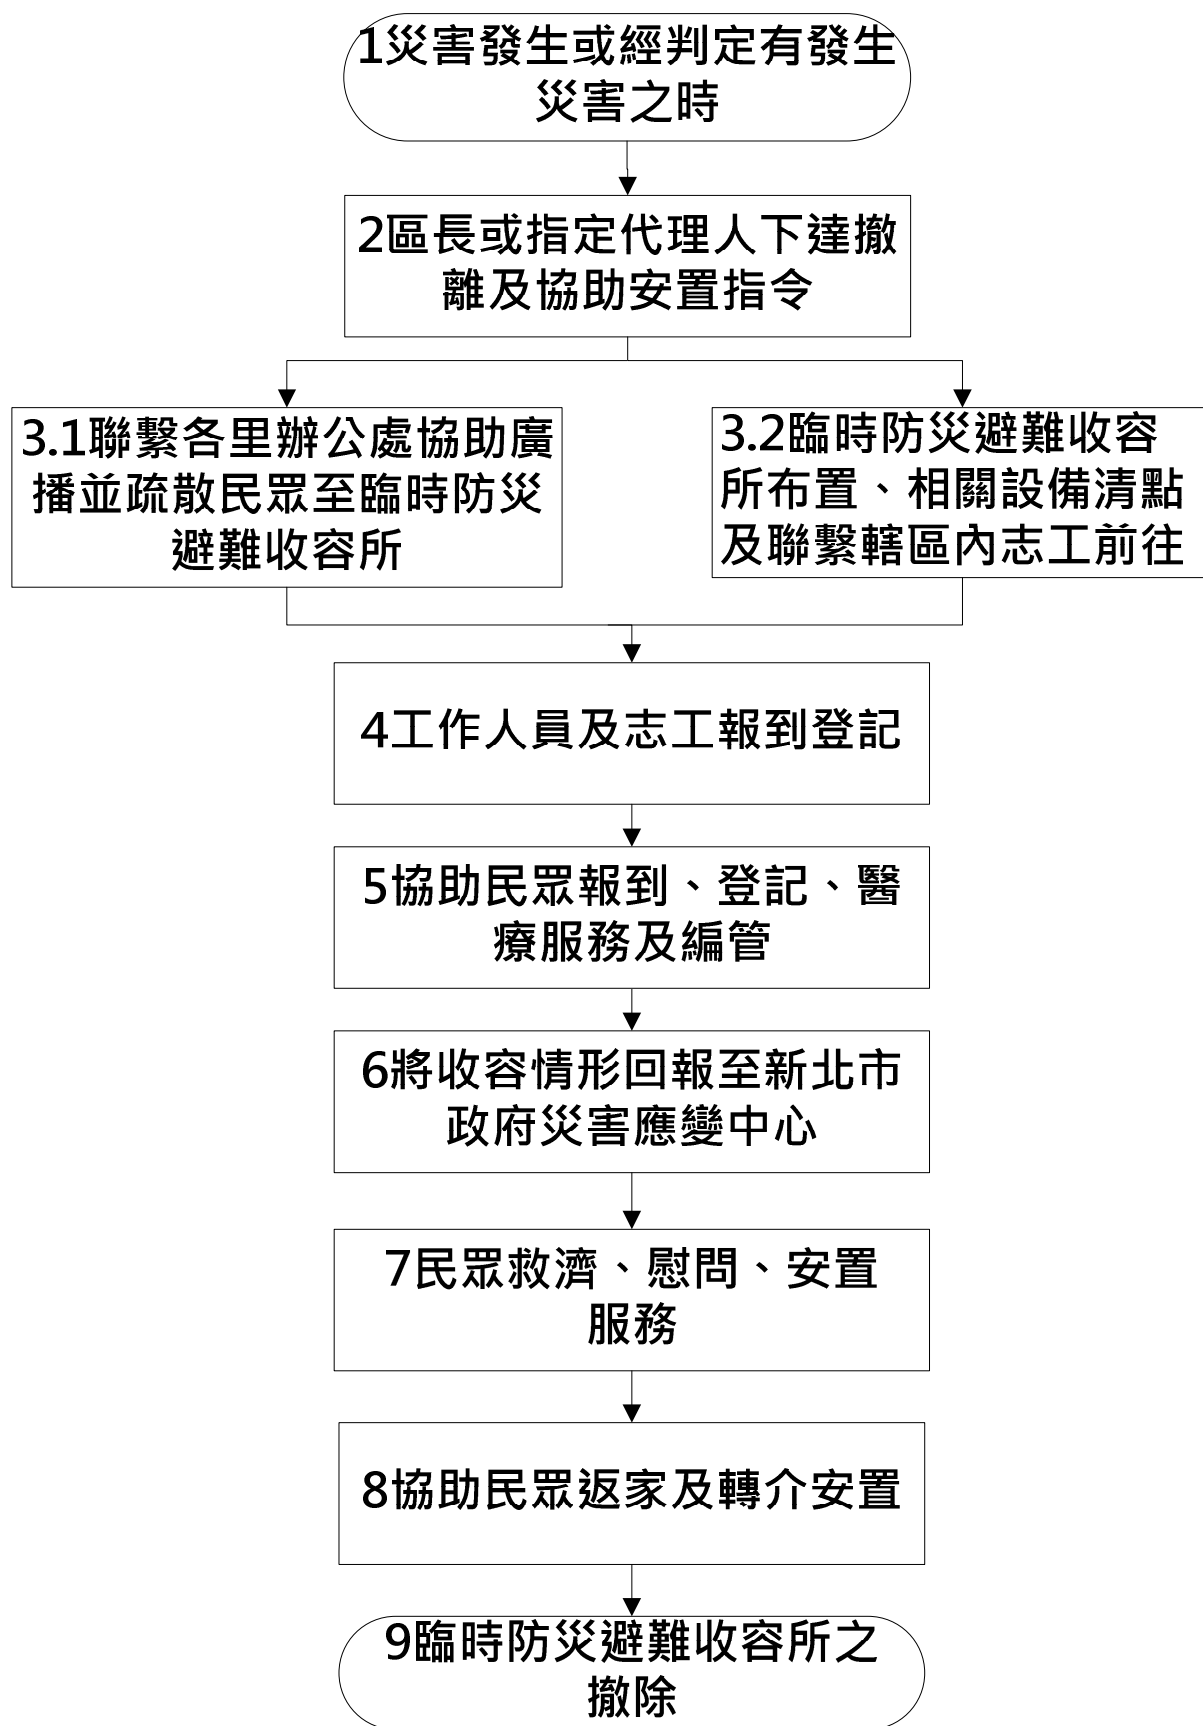 1災害發生或經判定有發生
災害之時
2區長或指定代理人下達撤
離及協助安置指令
3.1聯繫各里辦公處協助廣
播並疏散民眾至臨時防災
避難收容所
3.2臨時防災避難收容
所布置、相關設備清點
及聯繫轄區內志工前往
4工作人員及志工報到登記
5協助民眾報到、登記、醫
療服務及編管
6將收容情形回報至新北市
政府災害應變中心
7民眾救濟、慰問、安置
服務
8協助民眾返家及轉介安置
9臨時防災避難收容所之
撤除